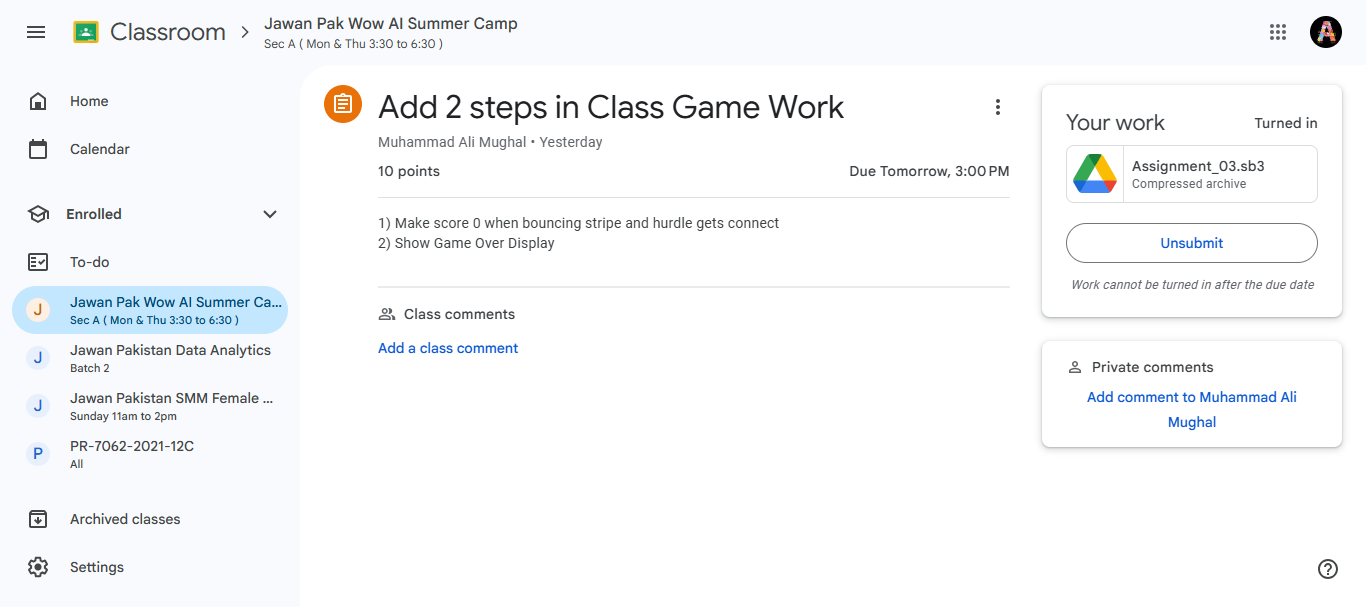 Classroom
Jawan Pak Wow AI Summer Camp
Sec A ( Mon & Thu 3:30 to 6:30 )
A
Home
Calendar
Enrolled
To-do
J
Jawan Pak Wow AI Summer Ca...
Sec A ( Mon & Thu 3:30 to 6:30 )
J
Jawan Pakistan Data Analytics
Batch 2
J
Jawan Pakistan SMM Female ...
Sunday 11am to 2pm
P
PR-7062-2021-12C
All
Archived classes
Settings
Add 2 steps in Class Game Work
Muhammad Ali Mughal • Yesterday
10 points
Due Tomorrow, 3:00 PM
1) Make score 0 when bouncing stripe and hurdle gets connect
2) Show Game Over Display
Class comments
Add a class comment
Your work
Turned in
Assignment_03.sb3
Compressed archive
Unsubmit
Work cannot be turned in after the due date
Private comments
Add comment to Muhammad Ali
Mughal